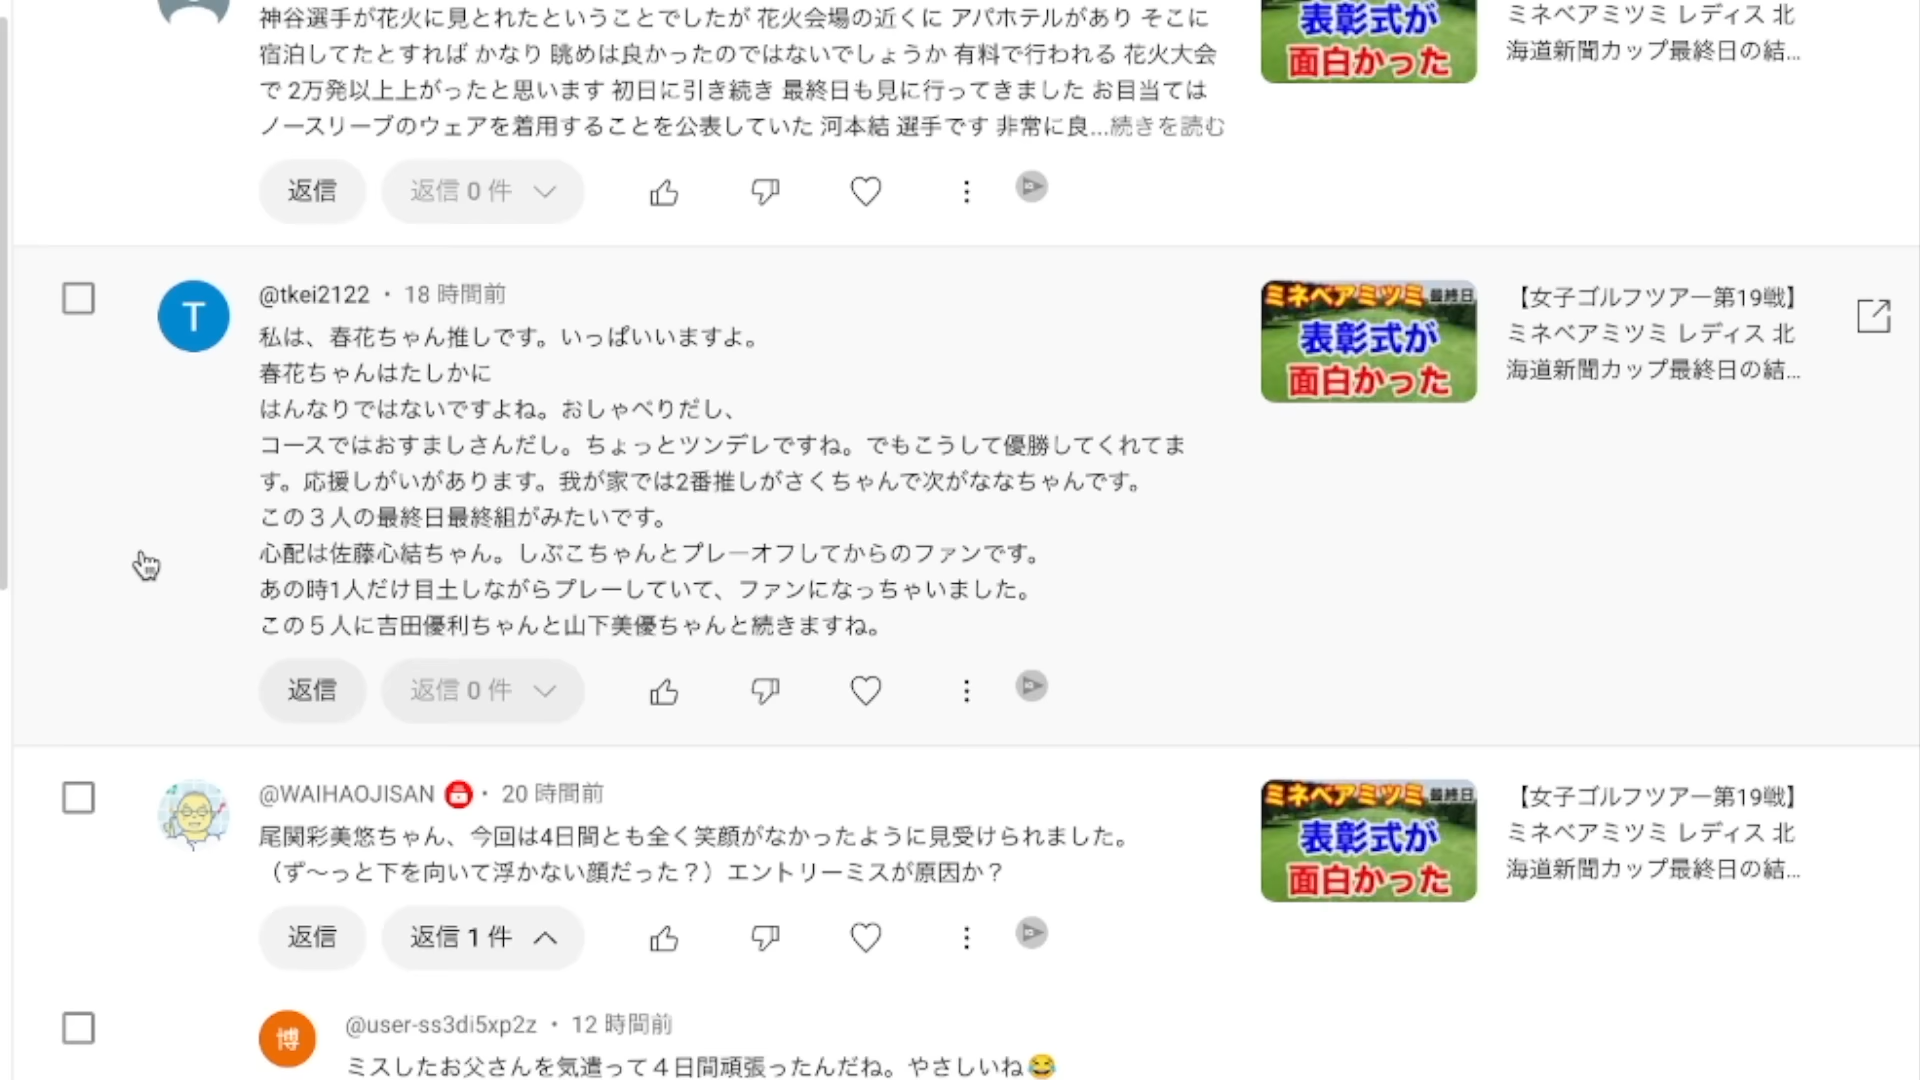 神谷選手が花火に見とれたということでしたが 花火会場の近くに アパホテルがあり そこに
宿泊してたとすれば かなり 眺めは良かったのではないでしょうか 有料で行われる 花火大会
で 2万発以上上がったと思います 初日に引き続き 最終日も見に行ってきました お目当ては
ノースリーブのウェアを着用することを公表していた 河本結 選手です 非常に良...続きを読む
表彰式が
面白かった
ミネベアミツミ レディス 北
海道新聞カップ最終日の結...
返信
返信 0 件
T
@tkei2122 ・ 18 時間前
私は、春花ちゃん推しです。いっぱいいますよ。
春花ちゃんはたしかに
はんなりではないですよね。おしゃべりだし、
コースではおすましさんだし。ちょっとツンデレですね。でもこうして優勝してくれてま
す。応援しがいがあります。我が家では2番推しがさくちゃんで次がななちゃんです。
この３人の最終日最終組がみたいです。
心配は佐藤心結ちゃん。しぶこちゃんとプレーオフしてからのファンです。
あの時1人だけ目土しながらプレーしていて、ファンになっちゃいました。
この５人に吉田優利ちゃんと山下美優ちゃんと続きますね。
ミネベアミツミ 最終日
表彰式が
面白かった
【女子ゴルフツアー第19戦】
ミネベアミツミ レディス 北
海道新聞カップ最終日の結...
返信
返信 0 件
@WAIHAOJISAN ・ 20 時間前
尾関彩美悠ちゃん、今回は4日間とも全く笑顔がなかったように見受けられました。
（ず〜っと下を向いて浮かない顔だった？）エントリーミスが原因か？
ミネベアミツミ 最終日
表彰式が
面白かった
【女子ゴルフツアー第19戦】
ミネベアミツミ レディス 北
海道新聞カップ最終日の結...
返信
返信 1 件
博
@user-ss3di5xp2z ・ 12 時間前
ミスしたお父さんを気遣って４日間頑張ったんだね。やさしいね😂